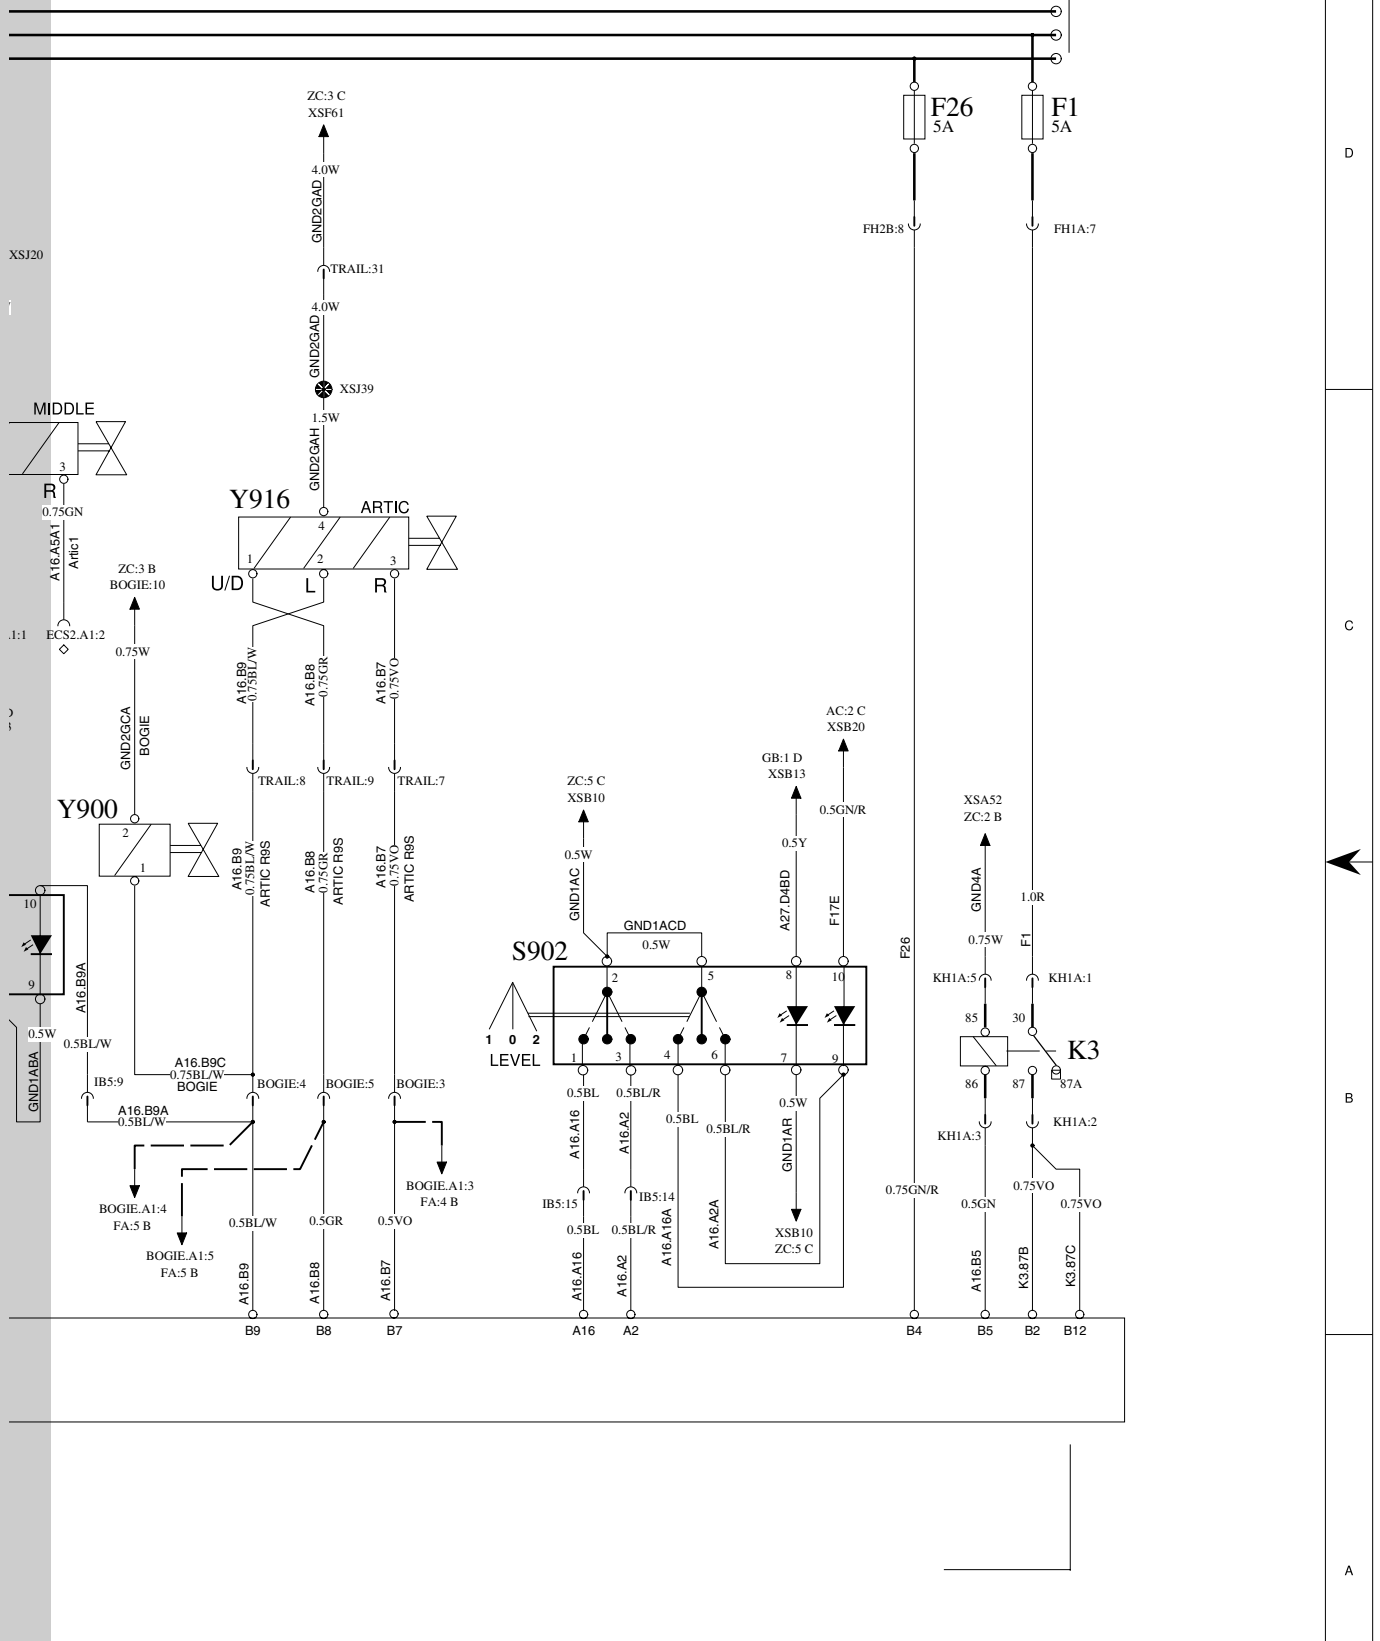 ZC:3 C
XSF61
F26
5A
F1
5A
D
4.0W
GND2GAD
FH2B:8
FH1A:7
XSJ20
TRAIL:31
4.0W
GND2GAD
XSJ39
MIDDLE
1.5W
GND2GAH
3
R
0.75GN
A16.A5A1
Artic1
Y916
ARTIC
4
1
2
3
U/D
L
R
ZC:3 B
BOGIE:10
.1:1
ECS2.A1:2
C
0.75W
A16.B9
0.75BL/W
A16.B8
0.75GR
A16.B7
0.75VO
GND2GCA
BOGIE
AC:2 C
XSB20
GB:1 D
XSB13
TRAIL:8
TRAIL:9
TRAIL:7
ZC:5 C
XSB10
Y900
2
1
0.5GN/R
XSA52
ZC:2 B
A16.B9
0.75BL/W
ARTIC R9S
A16.B8
0.75GR
ARTIC R9S
A16.B7
0.75VO
ARTIC R9S
0.5W
0.5Y
GND1AC
A27.D4BD
F17E
GND4A
1.0R
10
9
GND1ACD
0.5W
F26
0.75W
F1
S902
A16.B9A
2
5
8
10
KH1A:5
KH1A:1
85
30
0.5W
0.5BL/W
1 0 2
LEVEL
1
3
4
6
7
9
K3
A16.B9C
0.75BL/W
BOGIE
IB5:9
BOGIE:4
BOGIE:5
BOGIE:3
86
87
87A
GND1ABA
0.5BL
0.5BL/R
0.5W
B
A16.B9A
0.5BL/W
0.5BL
0.5BL/R
KH1A:3
KH1A:2
A16.A16
A16.A2
GND1AR
BOGIE.A1:3
FA:4 B
BOGIE.A1:4
FA:5 B
IB5:15
IB5:14
0.75GN/R
0.75VO
0.5GN
0.75VO
0.5BL/W
0.5GR
0.5VO
0.5BL
0.5BL/R
A16.A16A
A16.A2A
XSB10
ZC:5 C
BOGIE.A1:5
FA:5 B
A16.B9
A16.B8
A16.B7
A16.A16
A16.A2
A16.B5
K3.87B
K3.87C
B9
B8
B7
A16
A2
B4
B5
B2
B12
A